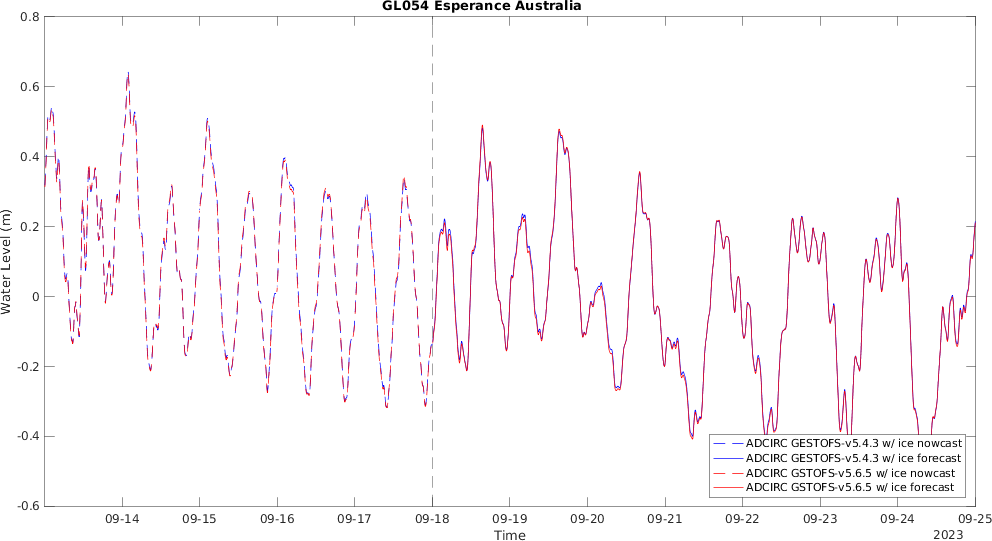 GL054 Esperance Australia
Water Level (m)
0.8
0.6
0.4
0.2
0
-0.2
-0.4
-0.6
ADCIRC GESTOFS-v5.4.3 w/ ice nowcast
ADCIRC GESTOFS-v5.4.3 w/ ice forecast
ADCIRC GSTOFS-v5.6.5 w/ ice nowcast
ADCIRC GSTOFS-v5.6.5 w/ ice forecast
09-14 09-15 09-16 09-17 09-18 09-19 09-20 09-21 09-22 09-23 09-24 09-25
Time
2023